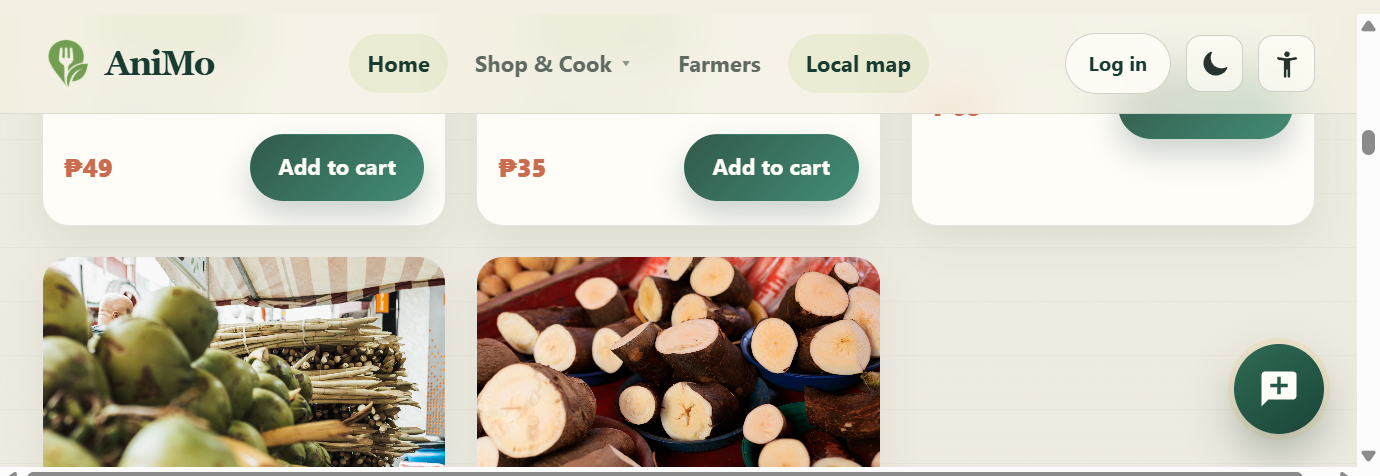 AniMo
Home
Shop & Cook
Farmers
Local map
Log in
₱49
Add to cart
₱35
Add to cart